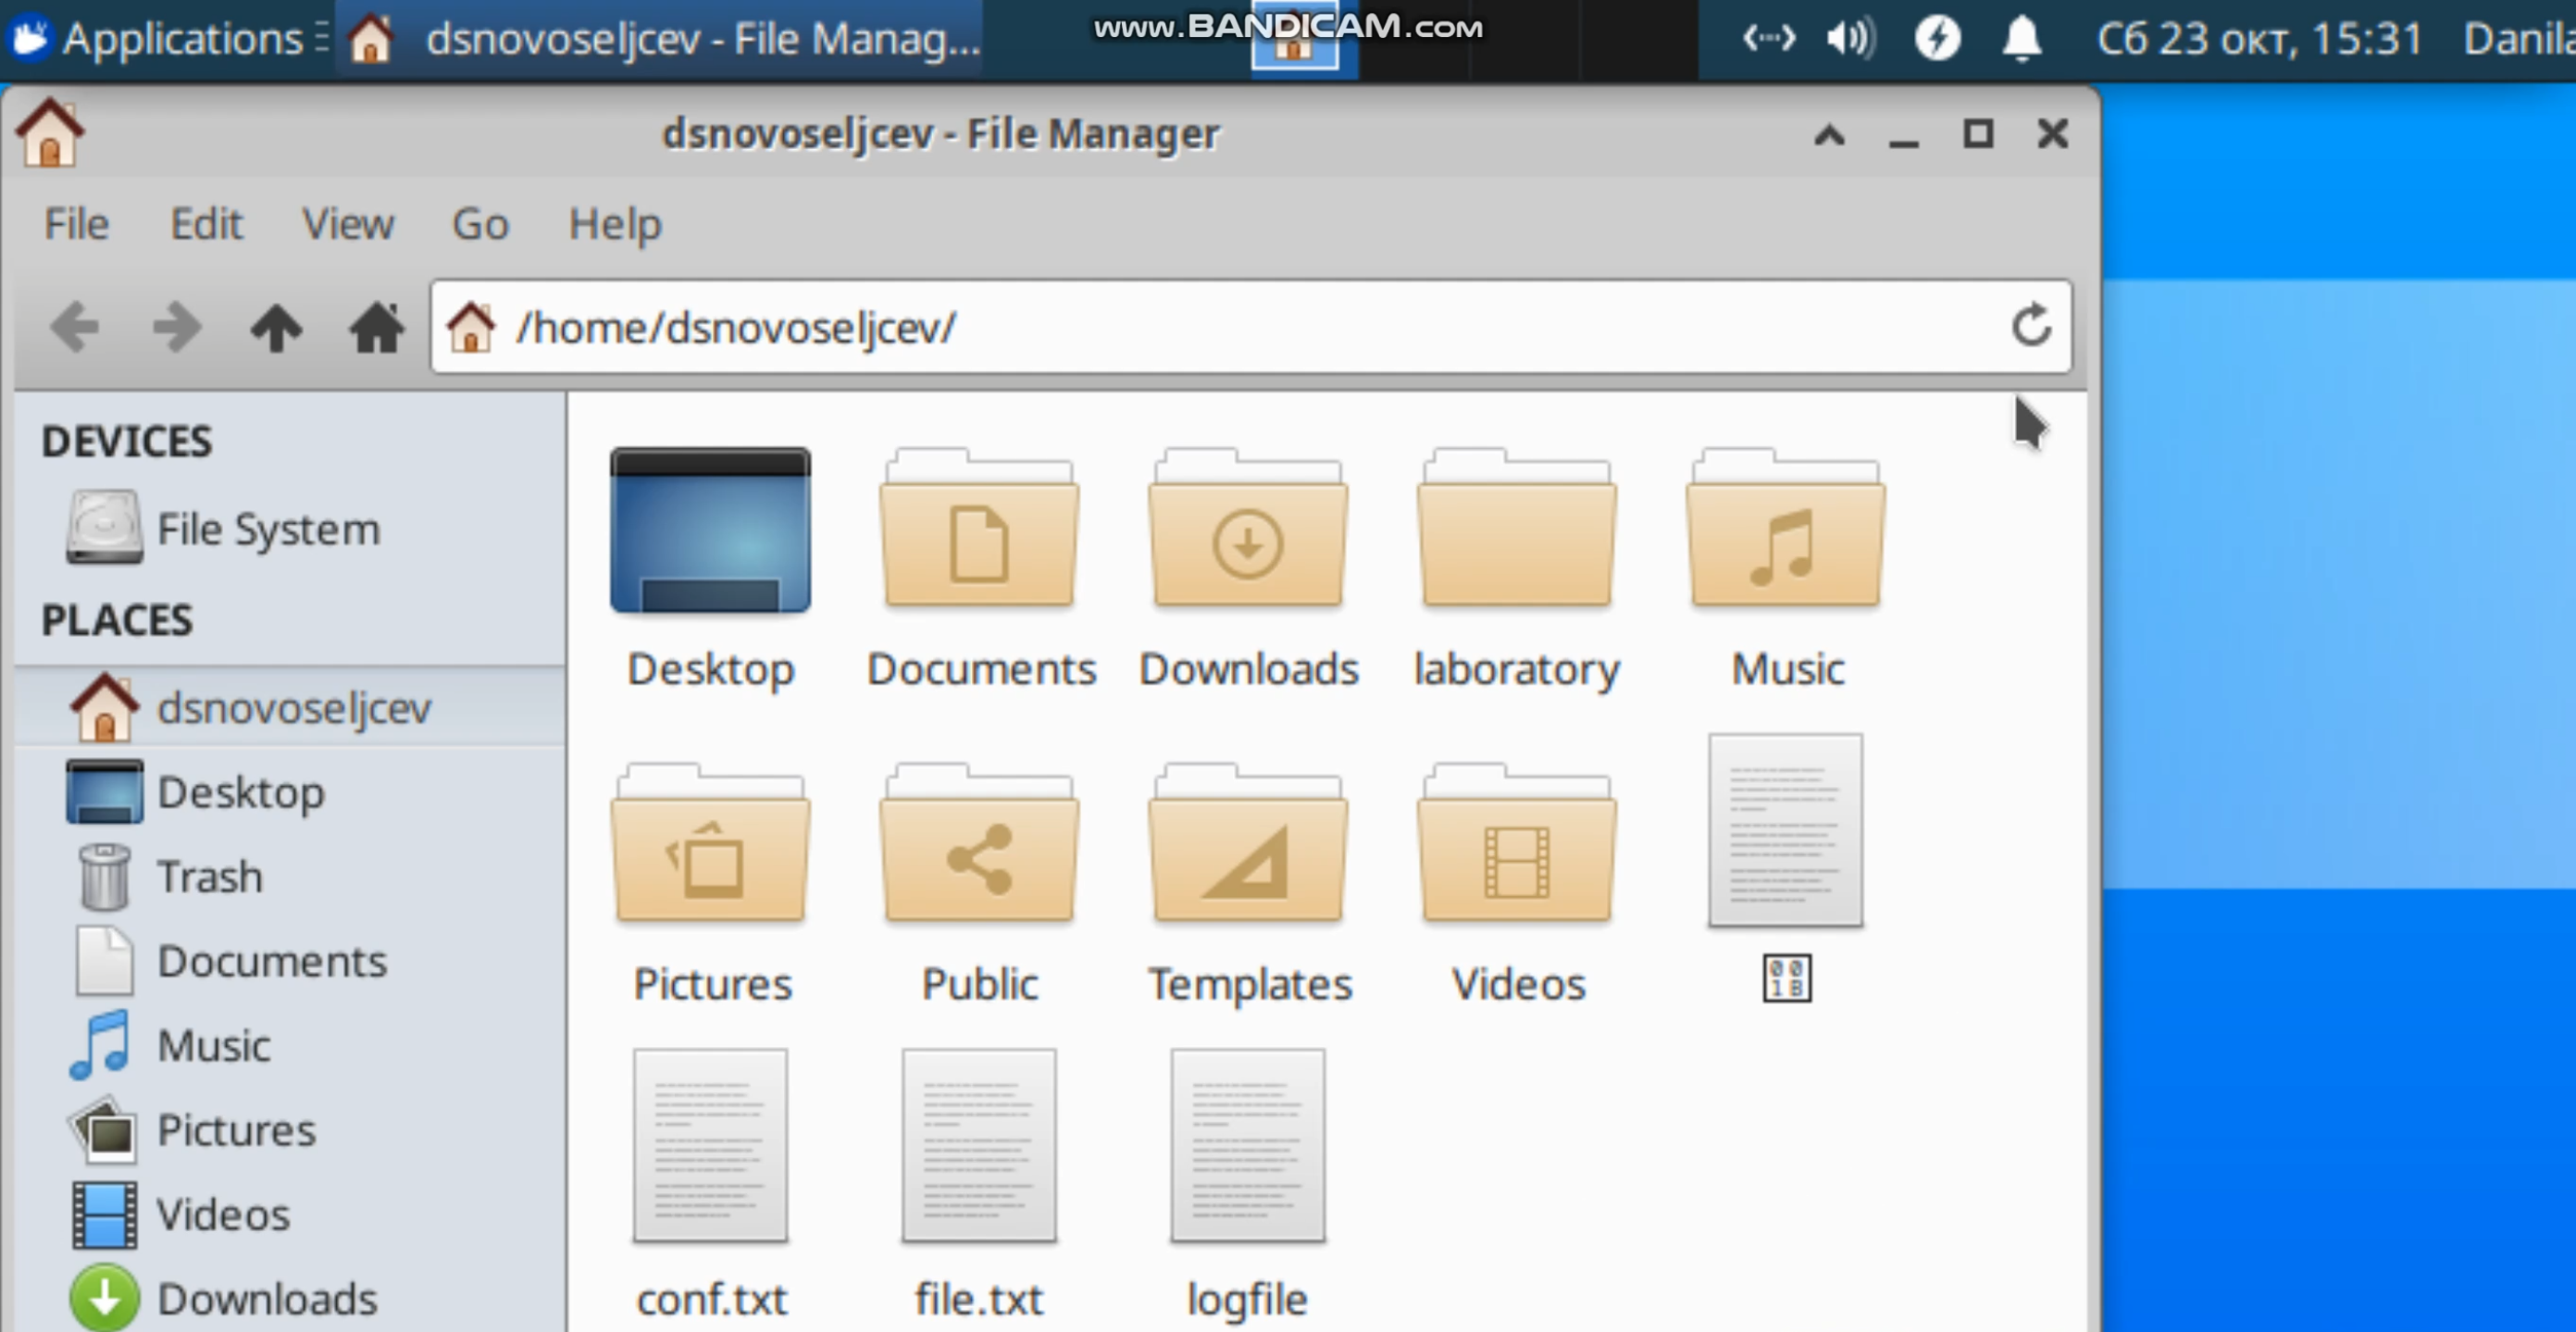 Applications
dsnovoseljcev - File Manag...
www.BANDICAM.com
Сб 23 окт, 15:31
Danila
dsnovoseljcev - File Manager
File Edit View Go Help
/home/dsnovoseljcev/
DEVICES
File System
PLACES
dsnovoseljcev
Desktop
Trash
Documents
Music
Pictures
Videos
Downloads
Desktop Documents Downloads laboratory Music
Pictures Public Templates Videos
00
1B
conf.txt file.txt logfile